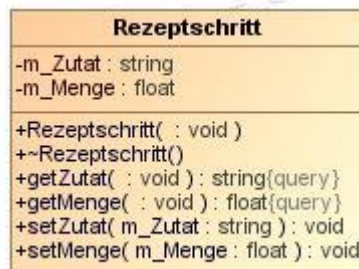 Rezeptschritt
-m_Zutat : string
-m_Menge : float
+Rezeptschritt( : void )
+~Rezeptschritt()
+getZutat( : void ) : string{query}
+getMenge( : void ) : float{query}
+setZutat( m_Zutat : string ) : void
+setMenge( m_Menge : float ) : void